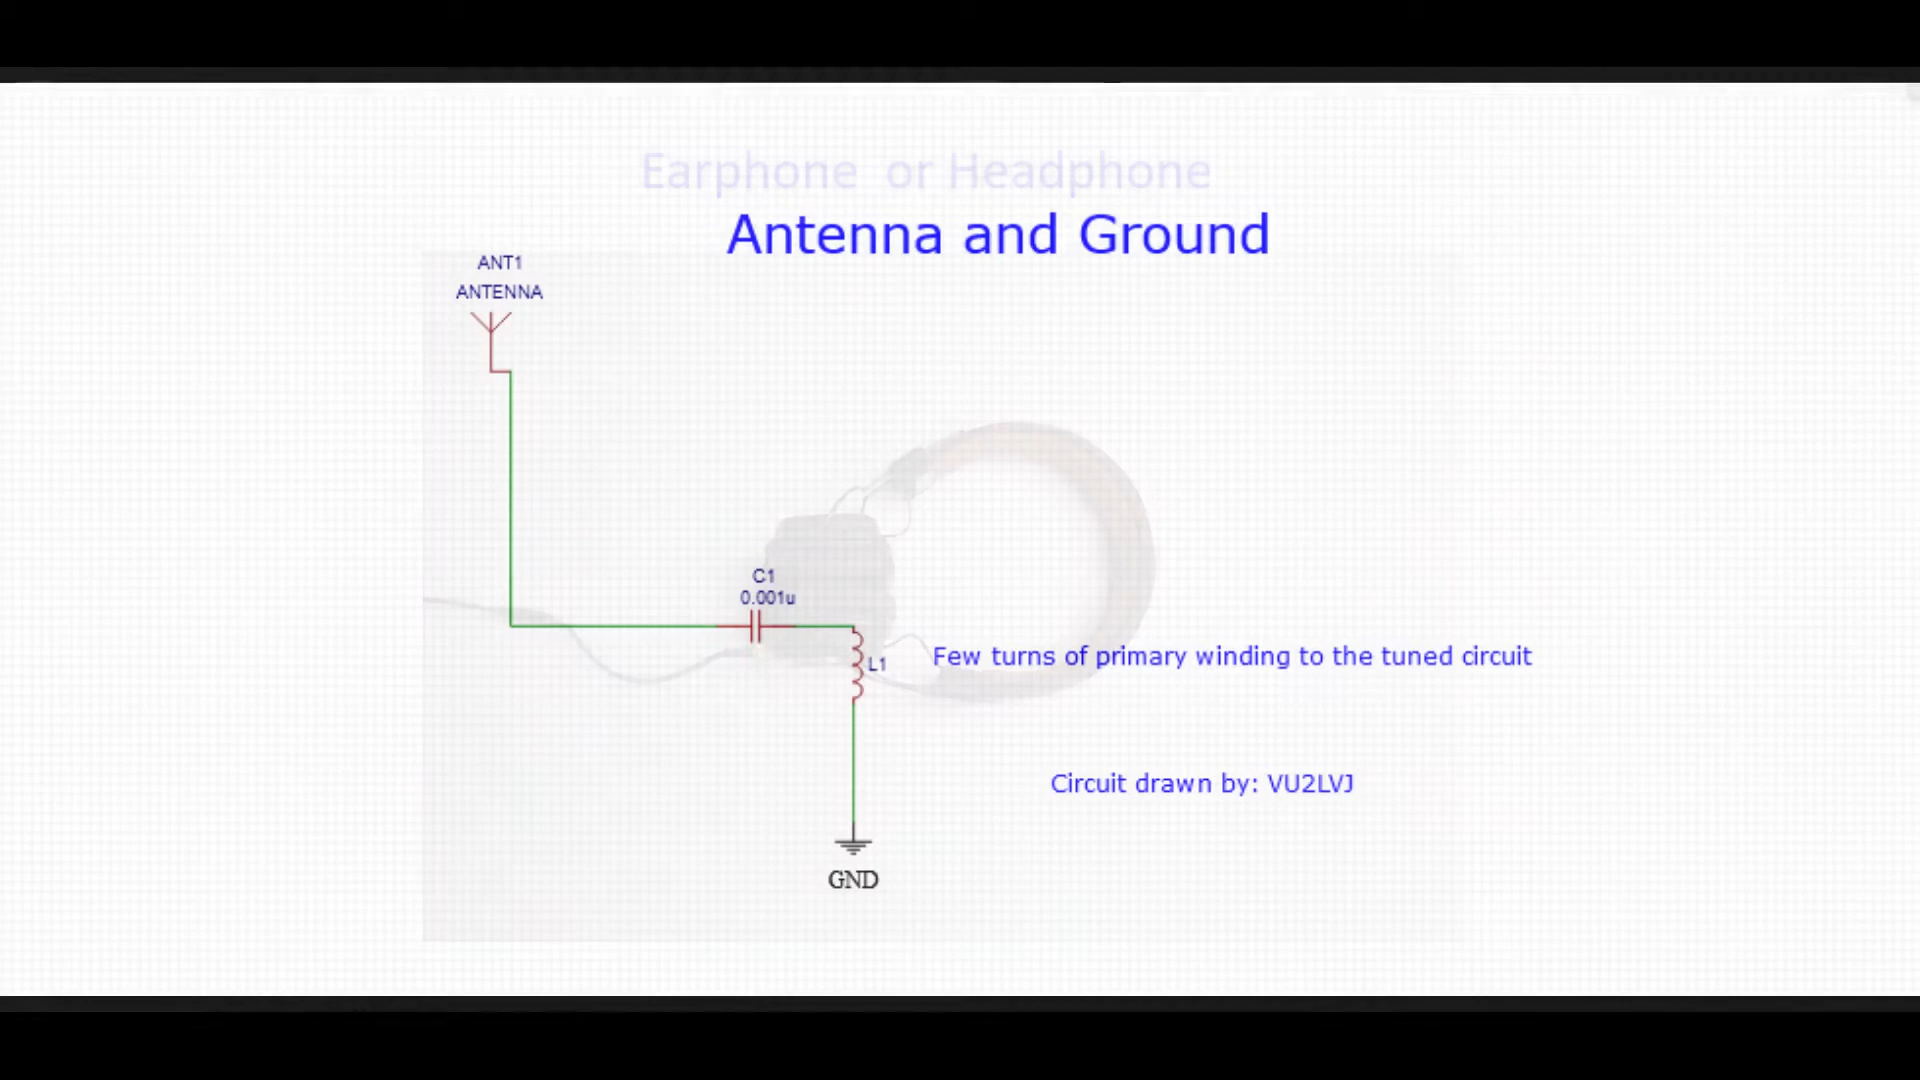 Earphone or Headphone
Antenna and Ground
ANT1
ANTENNA
C1
0.001u
L1
Few turns of primary winding to the tuned circuit
Circuit drawn by: VU2LVJ
GND